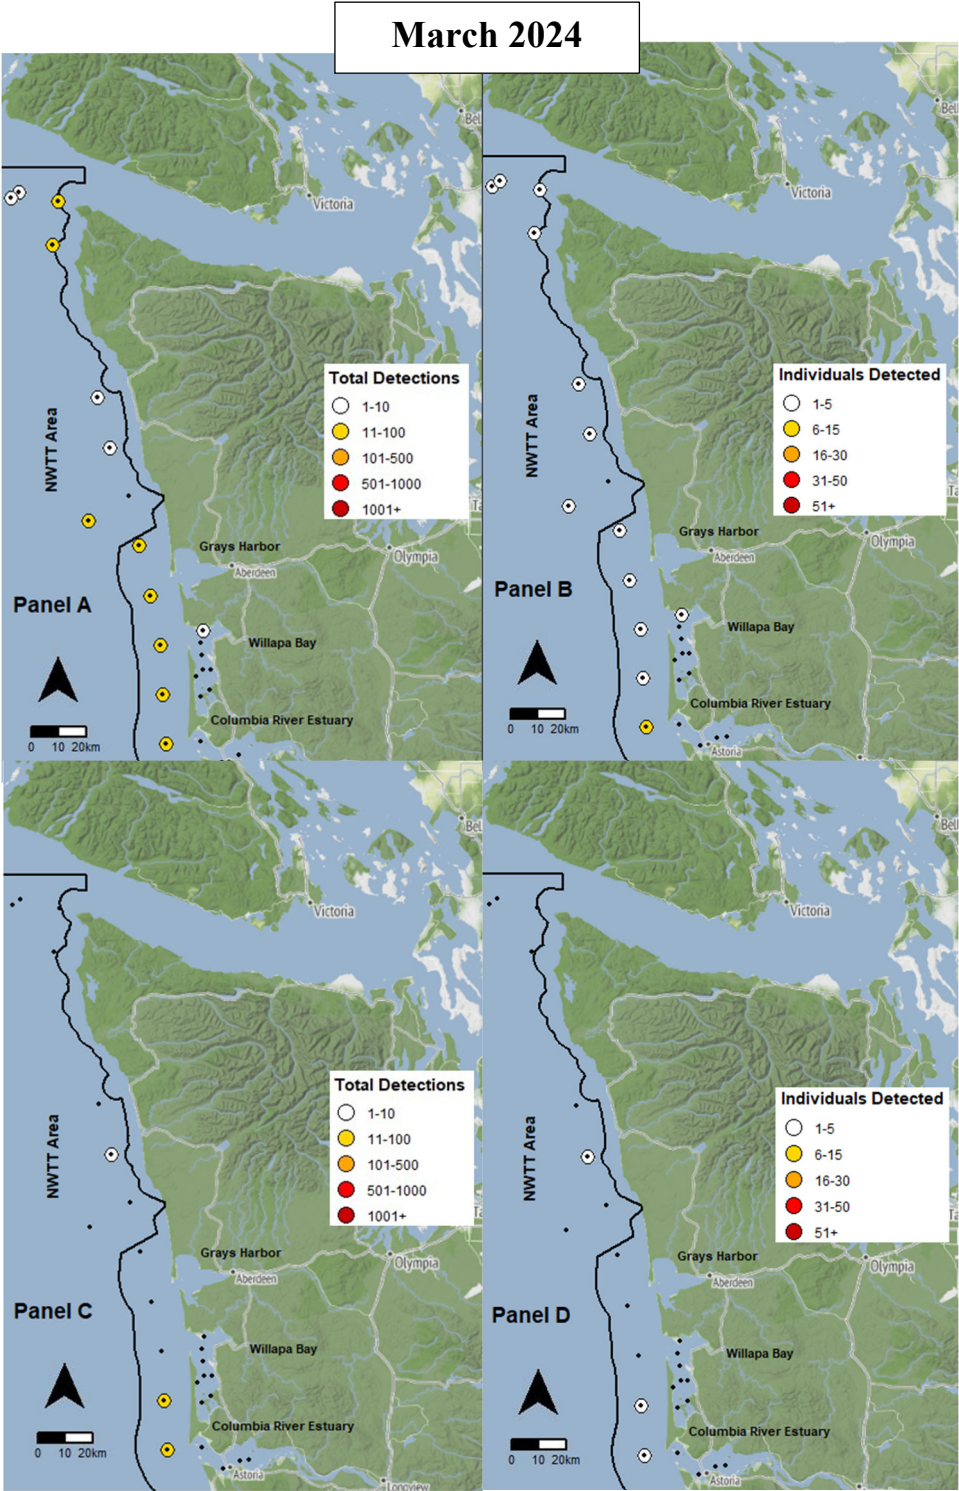 March 2024
Bel
Victoria
NWTT Area
Total Detections
1-10
11-100
101-500
501-1000
1001+
Grays Harbor
Aberdeen
Olympia
Panel A
Willapa Bay
Columbia River Estuary
0 10 20km
Bel
Victoria
NWTT Area
Individuals Detected
1-5
6-15
16-30
31-50
51+
Ta
Grays Harbor
Aberdeen
Olympia
Panel B
Willapa Bay
Columbia River Estuary
0 10 20km
Astoria
Bel
Victoria
NWTT Area
Total Detections
1-10
11-100
101-500
501-1000
1001+
Grays Harbor
Aberdeen
Olympia
Panel C
Willapa Bay
Columbia River Estuary
0 10 20km
Astoria
Longview
Bel
Victoria
NWTT Area
Individuals Detected
1-5
6-15
16-30
31-50
51+
Ta
Grays Harbor
Aberdeen
Olympia
Panel D
Willapa Bay
Columbia River Estuary
0 10 20km
Astoria